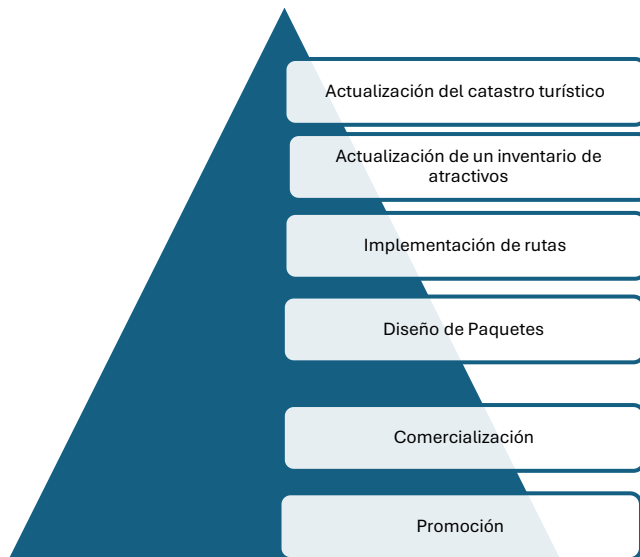 Actualización del catastro turístico
Actualización de un inventario de
atractivos
Implementación de rutas
Diseño de Paquetes
Comercialización
Promoción